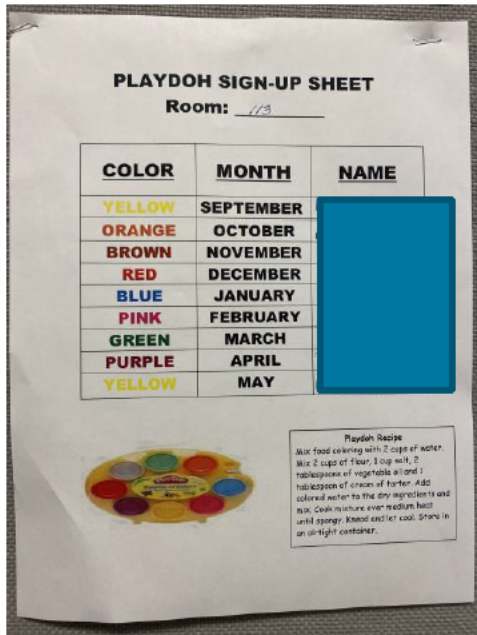 PLAYDOH SIGN-UP SHEET
Room: 113
COLOR MONTH NAME
YELLOW SEPTEMBER
ORANGE OCTOBER
BROWN NOVEMBER
RED DECEMBER
BLUE JANUARY
PINK FEBRUARY
GREEN MARCH
PURPLE APRIL
YELLOW MAY
Playdoh Recipe
Mix food coloring with 2 cups of water.
Mix 2 cups of flour, 1 cup salt, 2
tablespoons of vegetable oil and 1
tablespoon of cream of tarter. Add
colored water to the dry ingredients and
mix. Cook mixture over medium heat
until spongy. Knead and let cool. Store in
an air-tight container.
Play-Doh